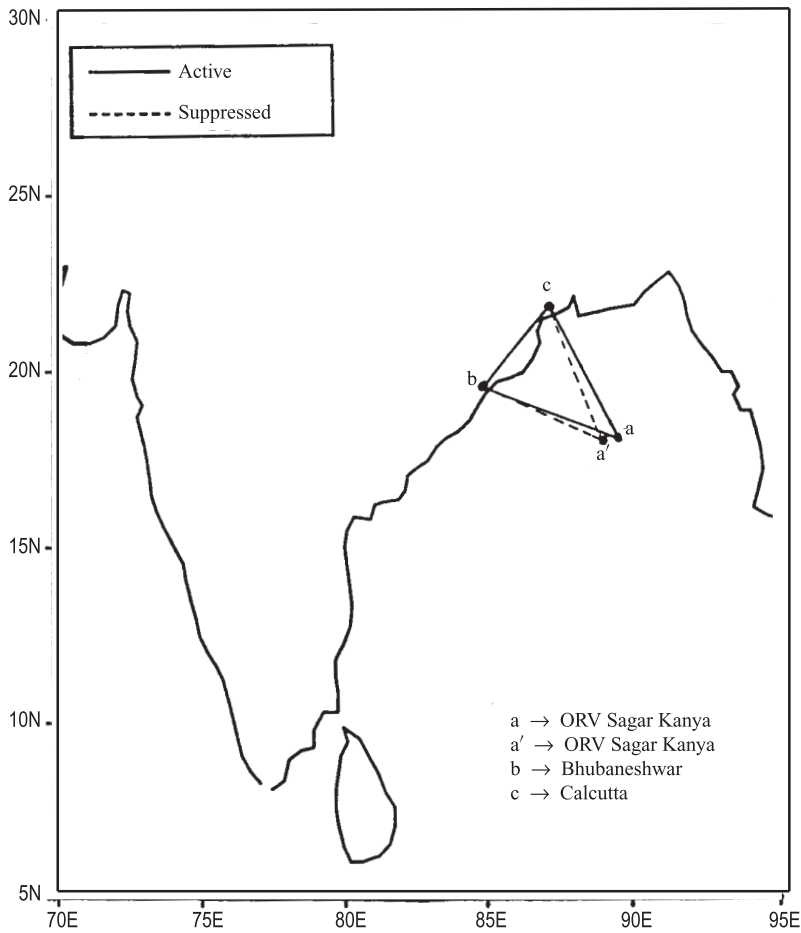 30N
Active
Suppressed
25N
c
20N
b
a
a′
15N
10N
a → ORV Sagar Kanya
a′ → ORV Sagar Kanya
b → Bhubaneshwar
c → Calcutta
5N
70E 75E 80E 85E 90E 95E